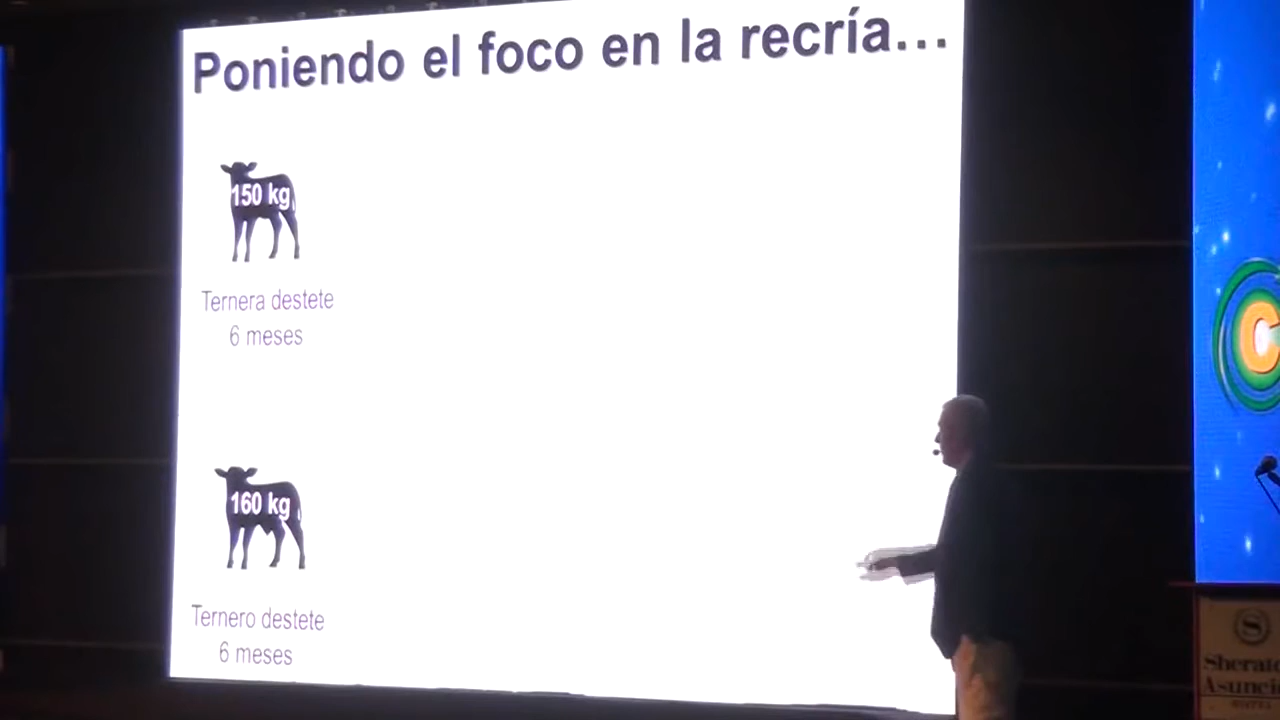 Poniendo el foco en la recría...
150 kg
Ternera destete
6 meses
160 kg
Ternero destete
6 meses
C
S